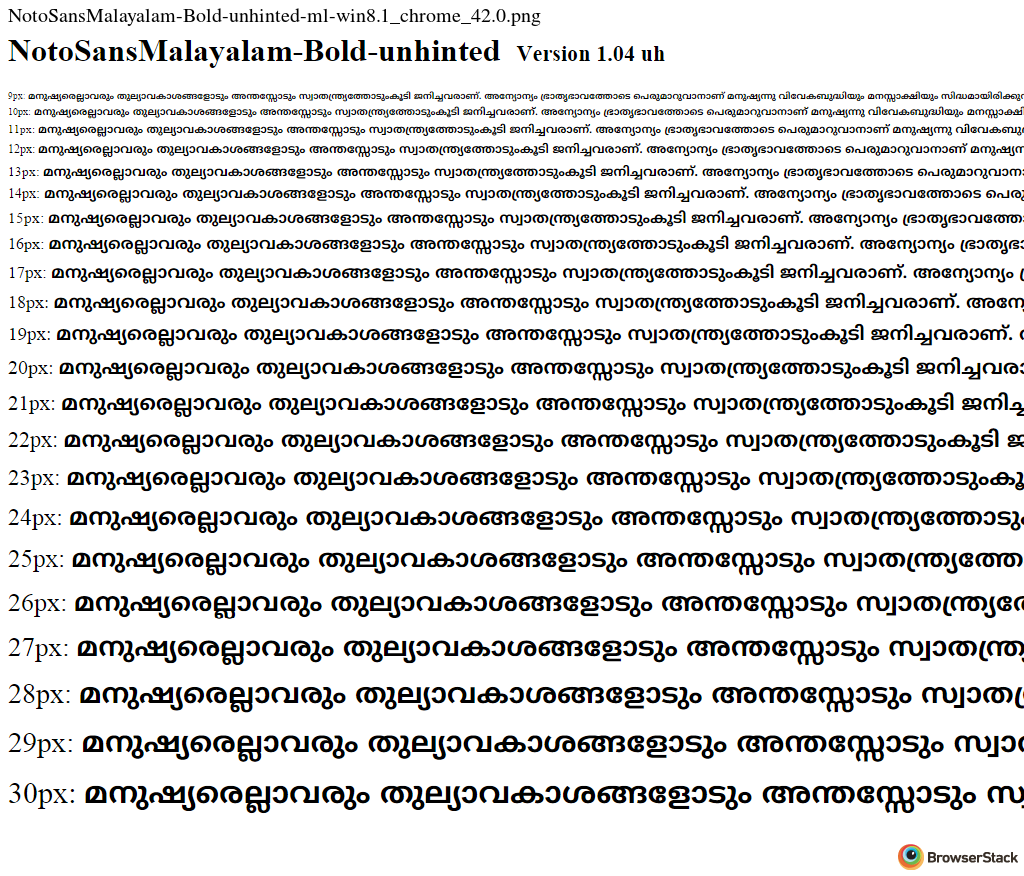 NotoSansMalayalam-Bold-unhinted-ml-win8.1_chrome_42.0.png
NotoSansMalayalam-Bold-unhinted Version 1.04 uh
9px: മനുഷ്യരെല്ലാവരും തുല്യാവകാശങ്ങളോടും അന്തസ്സോടും സ്വാതന്ത്ര്യത്തോടുംകൂടി ജനിച്ചവരാണ്. അന്യോന്യം ഭ്രാതൃഭാവത്തോടെ പെരുമാറുവാനാണ് മനുഷ്യന്നു വിവേകബുദ്ധിയും മനസ്സാക്ഷിയും
10px: മനുഷ്യരെല്ലാവരും തുല്യാവകാശങ്ങളോടും അന്തസ്സോടും സ്വാതന്ത്ര്യത്തോടുംകൂടി ജനിച്ചവരാണ്. അന്യോന്യം ഭ്രാതൃഭാവത്തോടെ പെരുമാറുവാനാണ് മനുഷ്യന്നു വിവേകബുദ്ധിയും
11px: മനുഷ്യരെല്ലാവരും തുല്യാവകാശങ്ങളോടും അന്തസ്സോടും സ്വാതന്ത്ര്യത്തോടുംകൂടി ജനിച്ചവരാണ്. അന്യോന്യം ഭ്രാതൃഭാവത്തോടെ പെരുമാറുവാനാണ് മനുഷ്യന്നു
12px: മനുഷ്യരെല്ലാവരും തുല്യാവകാശങ്ങളോടും അന്തസ്സോടും സ്വാതന്ത്ര്യത്തോടുംകൂടി ജനിച്ചവരാണ്. അന്യോന്യം ഭ്രാതൃഭാവത്തോടെ പെരുമാറുവാനാണ്
13px: മനുഷ്യരെല്ലാവരും തുല്യാവകാശങ്ങളോടും അന്തസ്സോടും സ്വാതന്ത്ര്യത്തോടുംകൂടി ജനിച്ചവരാണ്. അന്യോന്യം ഭ്രാതൃഭാവത്തോടെ
14px: മനുഷ്യരെല്ലാവരും തുല്യാവകാശങ്ങളോടും അന്തസ്സോടും സ്വാതന്ത്ര്യത്തോടുംകൂടി ജനിച്ചവരാണ്. അന്യോന്യം ഭ്രാതൃഭാവത്തോടെ
15px: മനുഷ്യരെല്ലാവരും തുല്യാവകാശങ്ങളോടും അന്തസ്സോടും സ്വാതന്ത്ര്യത്തോടുംകൂടി ജനിച്ചവരാണ്. അന്യോന്യം
16px: മനുഷ്യരെല്ലാവരും തുല്യാവകാശങ്ങളോടും അന്തസ്സോടും സ്വാതന്ത്ര്യത്തോടുംകൂടി ജനിച്ചവരാണ്. അന്യോന്യം
17px: മനുഷ്യരെല്ലാവരും തുല്യാവകാശങ്ങളോടും അന്തസ്സോടും സ്വാതന്ത്ര്യത്തോടുംകൂടി ജനിച്ചവരാണ്. അന്യോന്യം
18px: മനുഷ്യരെല്ലാവരും തുല്യാവകാശങ്ങളോടും അന്തസ്സോടും സ്വാതന്ത്ര്യത്തോടുംകൂടി ജനിച്ചവരാണ്.
19px: മനുഷ്യരെല്ലാവരും തുല്യാവകാശങ്ങളോടും അന്തസ്സോടും സ്വാതന്ത്ര്യത്തോടുംകൂടി ജനിച്ചവരാണ്.
20px: മനുഷ്യരെല്ലാവരും തുല്യാവകാശങ്ങളോടും അന്തസ്സോടും സ്വാതന്ത്ര്യത്തോടുംകൂടി
21px: മനുഷ്യരെല്ലാവരും തുല്യാവകാശങ്ങളോടും അന്തസ്സോടും സ്വാതന്ത്ര്യത്തോടുംകൂടി
22px: മനുഷ്യരെല്ലാവരും തുല്യാവകാശങ്ങളോടും അന്തസ്സോടും സ്വാതന്ത്ര്യത്തോടുംകൂടി
23px: മനുഷ്യരെല്ലാവരും തുല്യാവകാശങ്ങളോടും അന്തസ്സോടും സ്വാതന്ത്ര്യത്തോടുംകൂ
24px: മനുഷ്യരെല്ലാവരും തുല്യാവകാശങ്ങളോടും അന്തസ്സോടും സ്വാതന്ത്ര്യത്തോടു
25px: മനുഷ്യരെല്ലാവരും തുല്യാവകാശങ്ങളോടും അന്തസ്സോടും സ്വാതന്ത്ര്യത്തോ
26px: മനുഷ്യരെല്ലാവരും തുല്യാവകാശങ്ങളോടും അന്തസ്സോടും സ്വാതന്ത്ര്യ
27px: മനുഷ്യരെല്ലാവരും തുല്യാവകാശങ്ങളോടും അന്തസ്സോടും സ്വാതന്ത്ര
28px: മനുഷ്യരെല്ലാവരും തുല്യാവകാശങ്ങളോടും അന്തസ്സോടും സ്വാത
29px: മനുഷ്യരെല്ലാവരും തുല്യാവകാശങ്ങളോടും അന്തസ്സോടും സ്വാ
30px: മനുഷ്യരെല്ലാവരും തുല്യാവകാശങ്ങളോടും അന്തസ്സോടും
BrowserStack